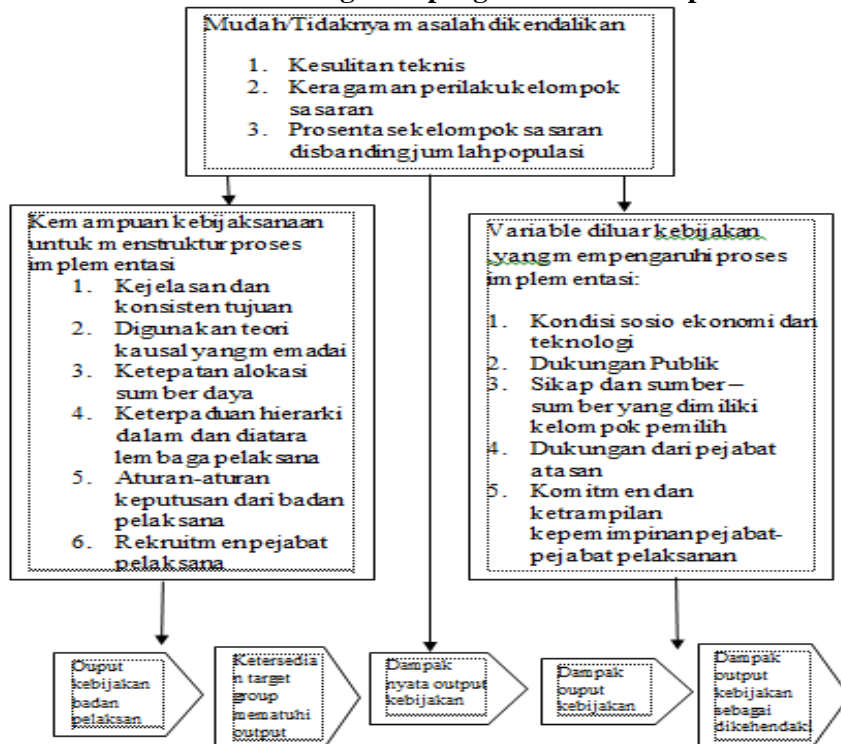 Mudah/Tidaknya masalah dikendalikan
1. Kesulitan teknis
2. Keragaman perilaku kelompok
sasaran
3. Prosentase kelompok sasaran
disbanding jumlah populasi
Kemampuan kebijaksanaan
untuk menstruktur proses
implementasi
1. Kejelasan dan
konsisten tujuan
2. Digunakan teori
kausal yang memadai
3. Ketepatan alokasi
sumber daya
4. Keterpaduan hierarki
dalam dan diatara
lembaga pelaksana
5. Aturan-aturan
keputusan dari badan
pelaksana
6. Rekruitmen pejabat
pelaksana
Variable diluar kebijakan
yang mempengaruhi proses
implementasi:
1. Kondisi sosio ekonomi dan
teknologi
2. Dukungan Publik
3. Sikap dan sumber–
sumber yang dimiliki
kelompok pemilih
4. Dukungan dari pejabat
atasan
5. Komitmen dan
ketrampilan
kepemimpinan pejabat-
pejabat pelaksanan
Ouput
kebijakan
badan
pelaksan
Ketersedia
n target
group
mematuhi
output
Dampak
nyata output
kebijakan
Dampak
ouput
kebijakan
Dampak
output
kebijakan
sebagai
dikehendaki